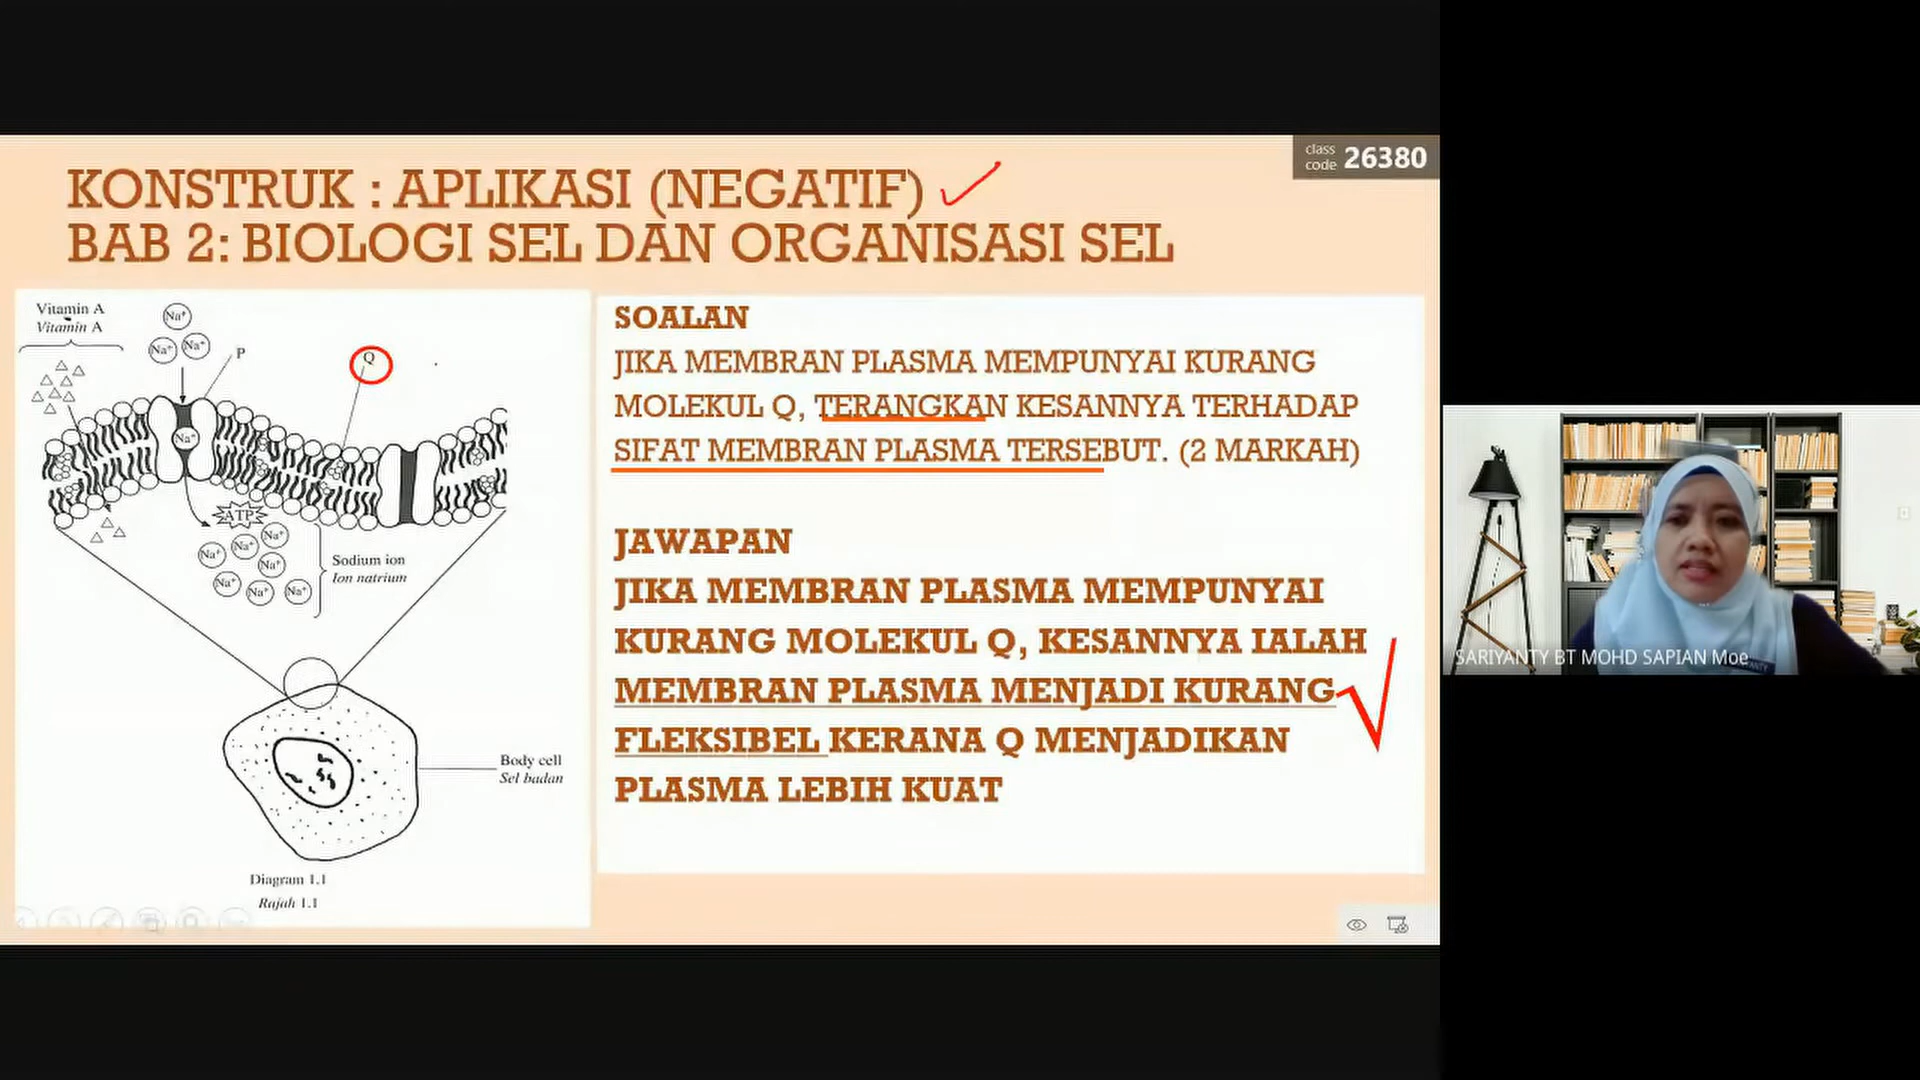 class
code 26380
KONSTRUK : APLIKASI (NEGATIF)
BAB 2: BIOLOGI SEL DAN ORGANISASI SEL
Vitamin A
Vitamin A
Na⁺
Na⁺ Na⁺
P
Q
Na⁺
ATP
Na⁺
Na⁺
Na⁺
Na⁺
Na⁺
Na⁺
Na⁺
Sodium ion
Ion natrium
Body cell
Sel badan
Diagram 1.1
Rajah 1.1
SOALAN
JIKA MEMBRAN PLASMA MEMPUNYAI KURANG
MOLEKUL Q, TERANGKAN KESANNYA TERHADAP
SIFAT MEMBRAN PLASMA TERSEBUT. (2 MARKAH)
JAWAPAN
JIKA MEMBRAN PLASMA MEMPUNYAI
KURANG MOLEKUL Q, KESANNYA IALAH
MEMBRAN PLASMA MENJADI KURANG
FLEKSIBEL KERANA Q MENJADIKAN
PLASMA LEBIH KUAT
SARIYANTY BT MOHD SAPIAN Moe